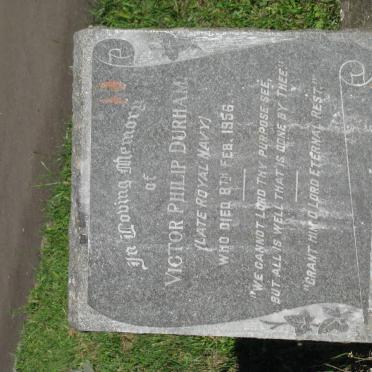 In Loving Memory
of
VICTOR PHILIP DURHAM
(LATE ROYAL NAVY)
WHO DIED 8TH FEB. 1956.
"WE CANNOT LORD THY PURPOSE SEE,
BUT ALL IS WELL THAT IS DONE BY THEE."
"GRANT HIM O LORD ETERNAL REST."